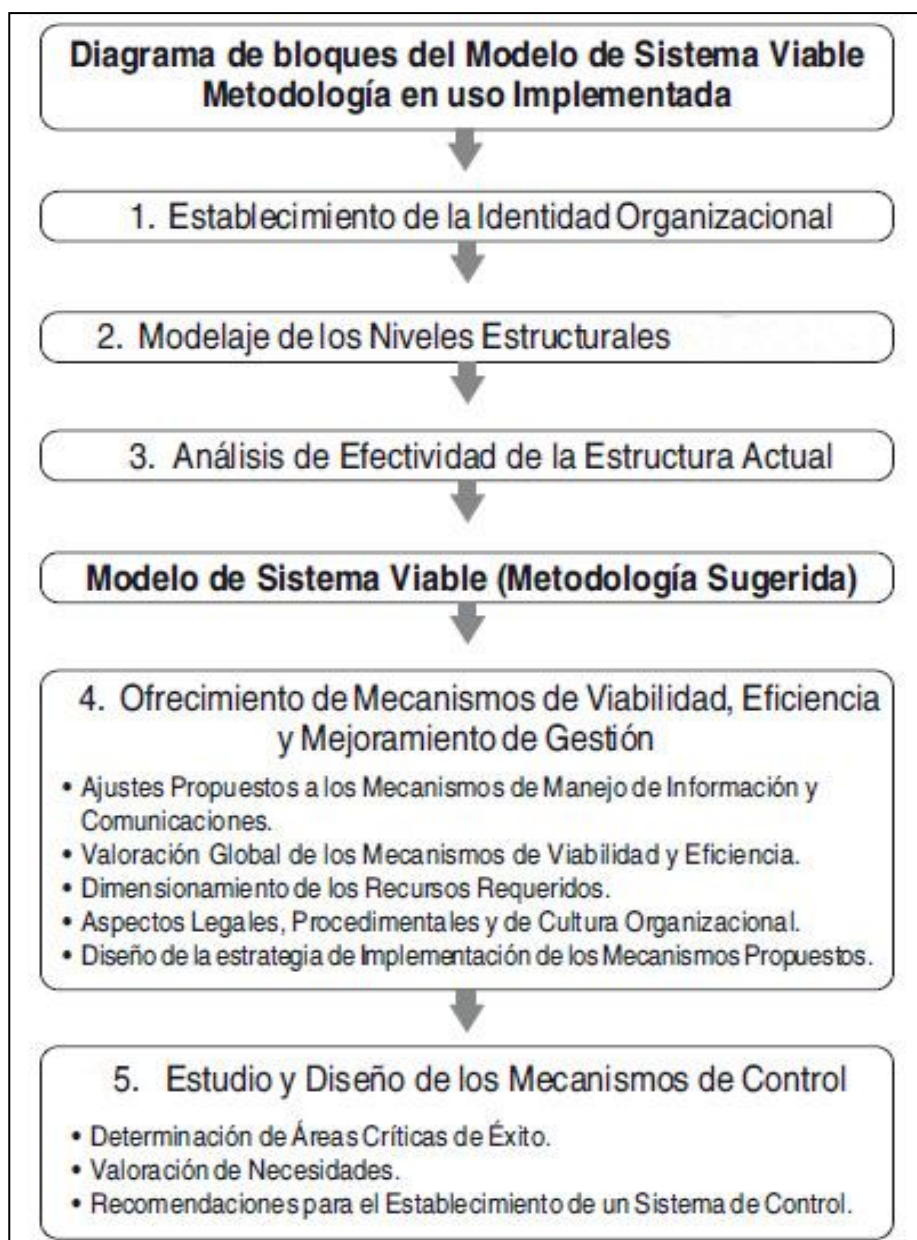 Diagrama de bloques del Modelo de Sistema Viable
Metodología en uso Implementada
1. Establecimiento de la Identidad Organizacional
2. Modelaje de los Niveles Estructurales
3. Análisis de Efectividad de la Estructura Actual
Modelo de Sistema Viable (Metodología Sugerida)
4. Ofrecimiento de Mecanismos de Viabilidad, Eficiencia
y Mejoramiento de Gestión
• Ajustes Propuestos a los Mecanismos de Manejo de Información y
Comunicaciones.
• Valoración Global de los Mecanismos de Viabilidad y Eficiencia.
• Dimensionamiento de los Recursos Requeridos.
• Aspectos Legales, Procedimentales y de Cultura Organizacional.
• Diseño de la estrategia de Implementación de los Mecanismos Propuestos.
5. Estudio y Diseño de los Mecanismos de Control
• Determinación de Áreas Críticas de Éxito.
• Valoración de Necesidades.
• Recomendaciones para el Establecimiento de un Sistema de Control.